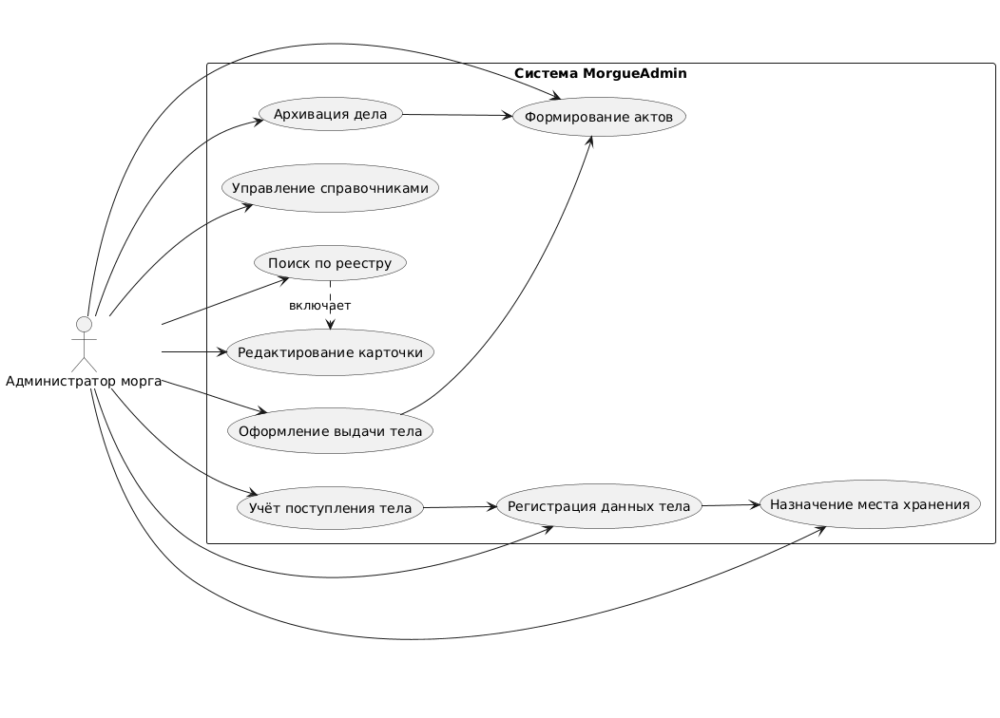 Система MorgueAdmin
Архивация дела
Формирование актов
Управление справочниками
Поиск по реестру
включает
Редактирование карточки
Администратор морга
Оформление выдачи тела
Учёт поступления тела
Регистрация данных тела
Назначение места хранения